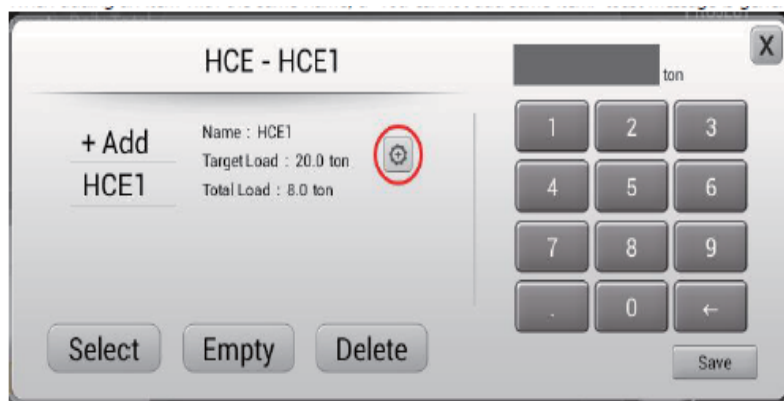 HCE - HCE1
X
ton
+ Add
HCE1
Name : HCE1
Target Load : 20.0 ton
Total Load : 8.0 ton
1 2 3
4 5 6
7 8 9
. 0 ←
Select Empty Delete
Save